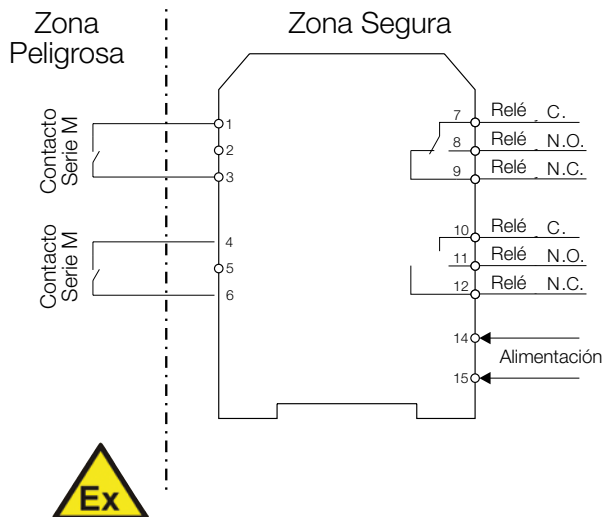 Zona
Peligrosa
Zona Segura
Contacto
Serie M
1
2
3
Contacto
Serie M
4
5
6
7 Relé C.
8 Relé N.O.
9 Relé N.C.
10 Relé C.
11 Relé N.O.
12 Relé N.C.
14
Alimentación
15
Ex